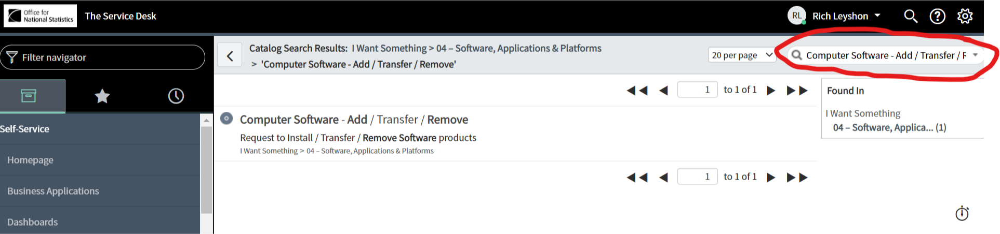 Office for
National Statistics
The Service Desk
RL
Rich Leyshon
Filter navigator
Catalog Search Results: I Want Something > 04 – Software, Applications & Platforms
> 'Computer Software - Add / Transfer / Remove'
20 per page
Computer Software - Add / Transfer / R
1 to 1 of 1
Found In
I Want Something
04 – Software, Applica... (1)
Self-Service
Homepage
Business Applications
Dashboards
Computer Software - Add / Transfer / Remove
Request to Install / Transfer / Remove Software products
I Want Something > 04 – Software, Applications & Platforms
1 to 1 of 1